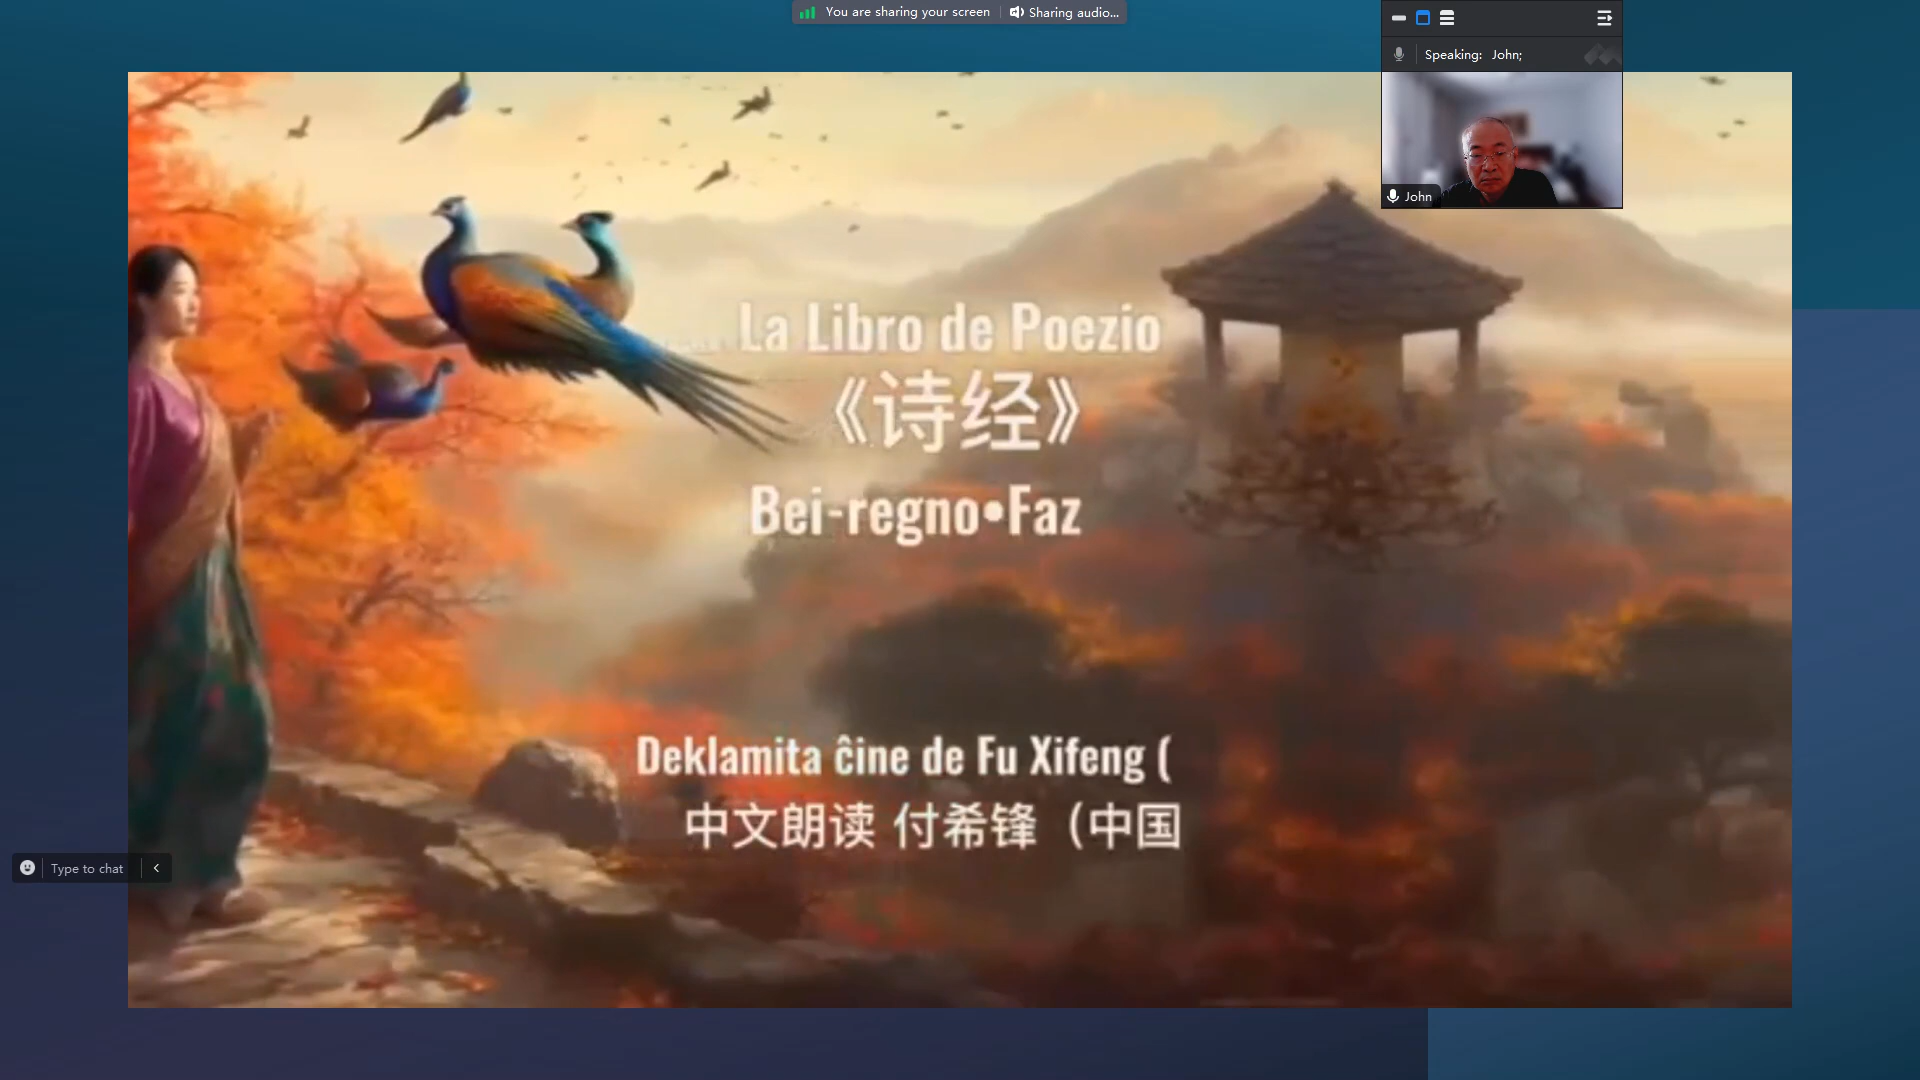 You are sharing your screen
Sharing audio...
Speaking: John;
John
La Libro de Poezio
《诗经》
Bei-regno•Faz
Deklamita ĉine de Fu Xifeng (
中文朗读 付希锋（中国
Type to chat